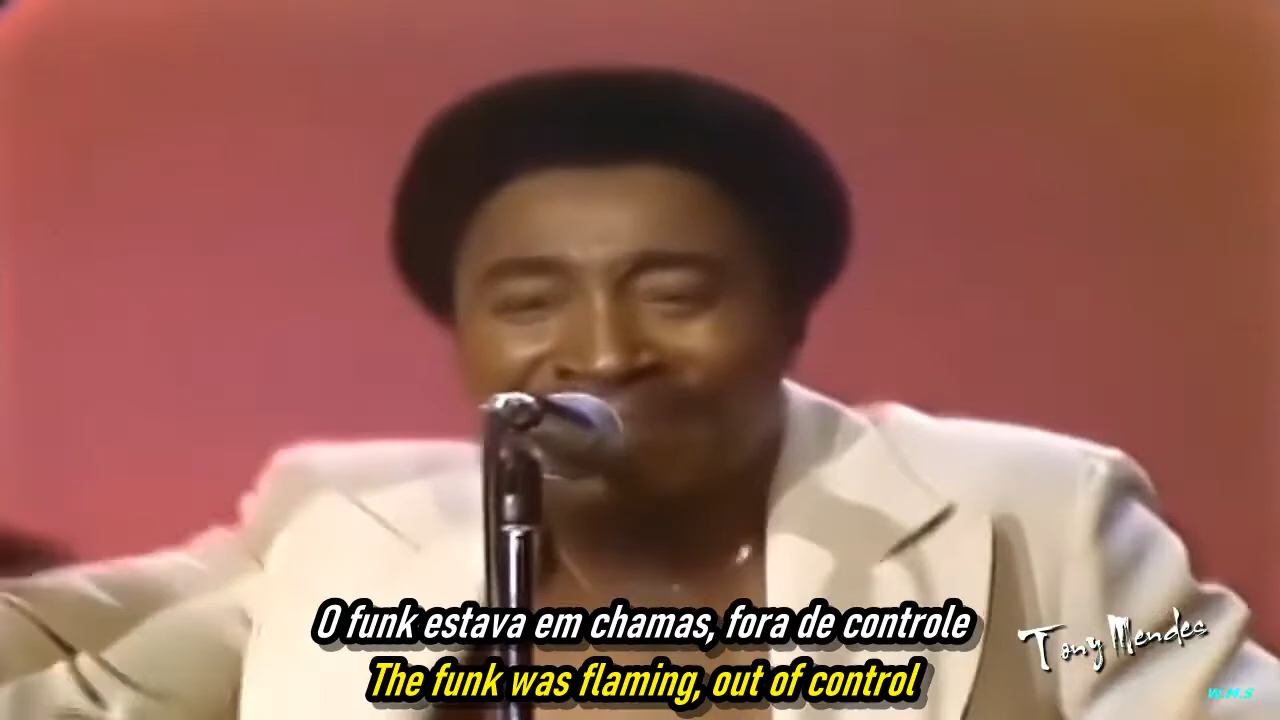 O funk estava em chamas, fora de controle
The funk was flaming, out of control
Tony Mendes
W.M.S